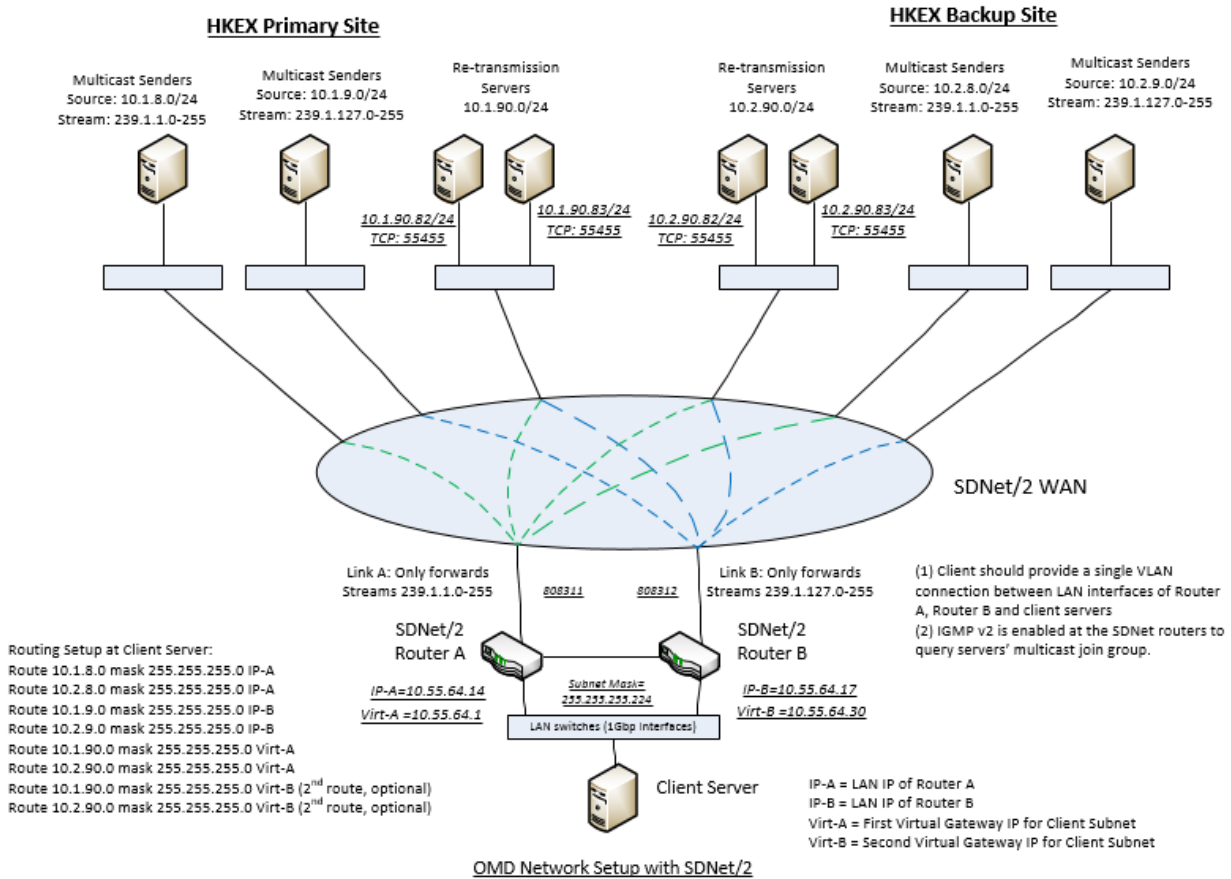 HKEX Primary Site
HKEX Backup Site
Multicast Senders
Source: 10.1.8.0/24
Stream: 239.1.1.0-255
Multicast Senders
Source: 10.1.9.0/24
Stream: 239.1.127.0-255
Re-transmission
Servers
10.1.90.0/24
Re-transmission
Servers
10.2.90.0/24
Multicast Senders
Source: 10.2.8.0/24
Stream: 239.1.1.0-255
Multicast Senders
Source: 10.2.9.0/24
Stream: 239.1.127.0-255
10.1.90.82/24
TCP: 55455
10.1.90.83/24
TCP: 55455
10.2.90.82/24
TCP: 55455
10.2.90.83/24
TCP: 55455
SDNet/2 WAN
Link A: Only forwards
Streams 239.1.1.0-255
808311
808312
Link B: Only forwards
Streams 239.1.127.0-255
(1) Client should provide a single VLAN
connection between LAN interfaces of Router
A, Router B and client servers
(2) IGMP v2 is enabled at the SDNet routers to
query servers' multicast join group.
SDNet/2
Router A
SDNet/2
Router B
IP-A=10.55.64.14
Virt-A =10.55.64.1
Subnet Mask=
255.255.255.224
IP-B=10.55.64.17
Virt-B =10.55.64.30
LAN switches (1Gbp Interfaces)
Client Server
Routing Setup at Client Server:
Route 10.1.8.0 mask 255.255.255.0 IP-A
Route 10.2.8.0 mask 255.255.255.0 IP-A
Route 10.1.9.0 mask 255.255.255.0 IP-B
Route 10.2.9.0 mask 255.255.255.0 IP-B
Route 10.1.90.0 mask 255.255.255.0 Virt-A
Route 10.2.90.0 mask 255.255.255.0 Virt-A
Route 10.1.90.0 mask 255.255.255.0 Virt-B (2nd route, optional)
Route 10.2.90.0 mask 255.255.255.0 Virt-B (2nd route, optional)
IP-A = LAN IP of Router A
IP-B = LAN IP of Router B
Virt-A = First Virtual Gateway IP for Client Subnet
Virt-B = Second Virtual Gateway IP for Client Subnet
OMD Network Setup with SDNet/2